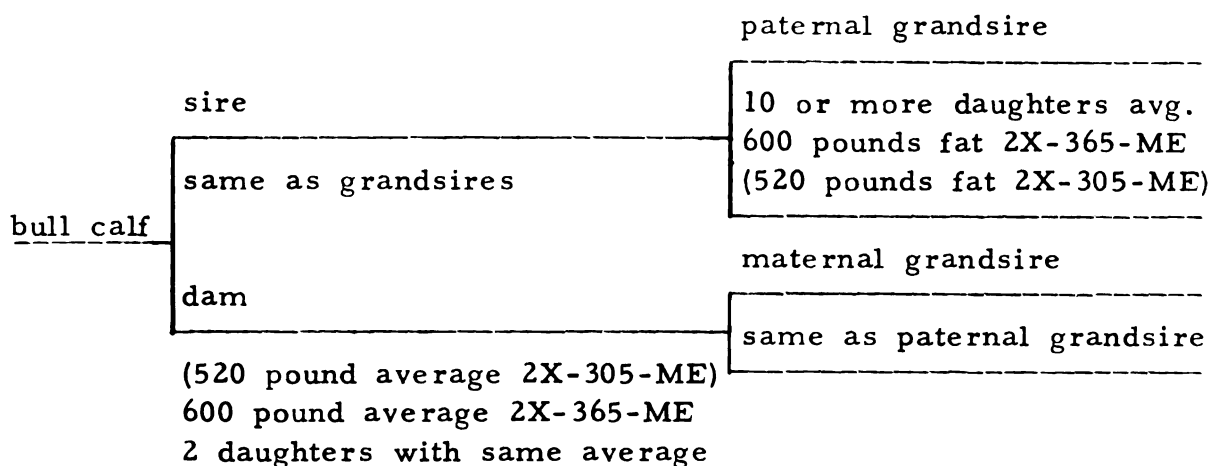 paternal grandsire
sire
10 or more daughters avg.
600 pounds fat 2X-365-ME
same as grandsires
(520 pounds fat 2X-305-ME)
bull calf
maternal grandsire
dam
same as paternal grandsire
(520 pound average 2X-305-ME)
600 pound average 2X-365-ME
2 daughters with same average